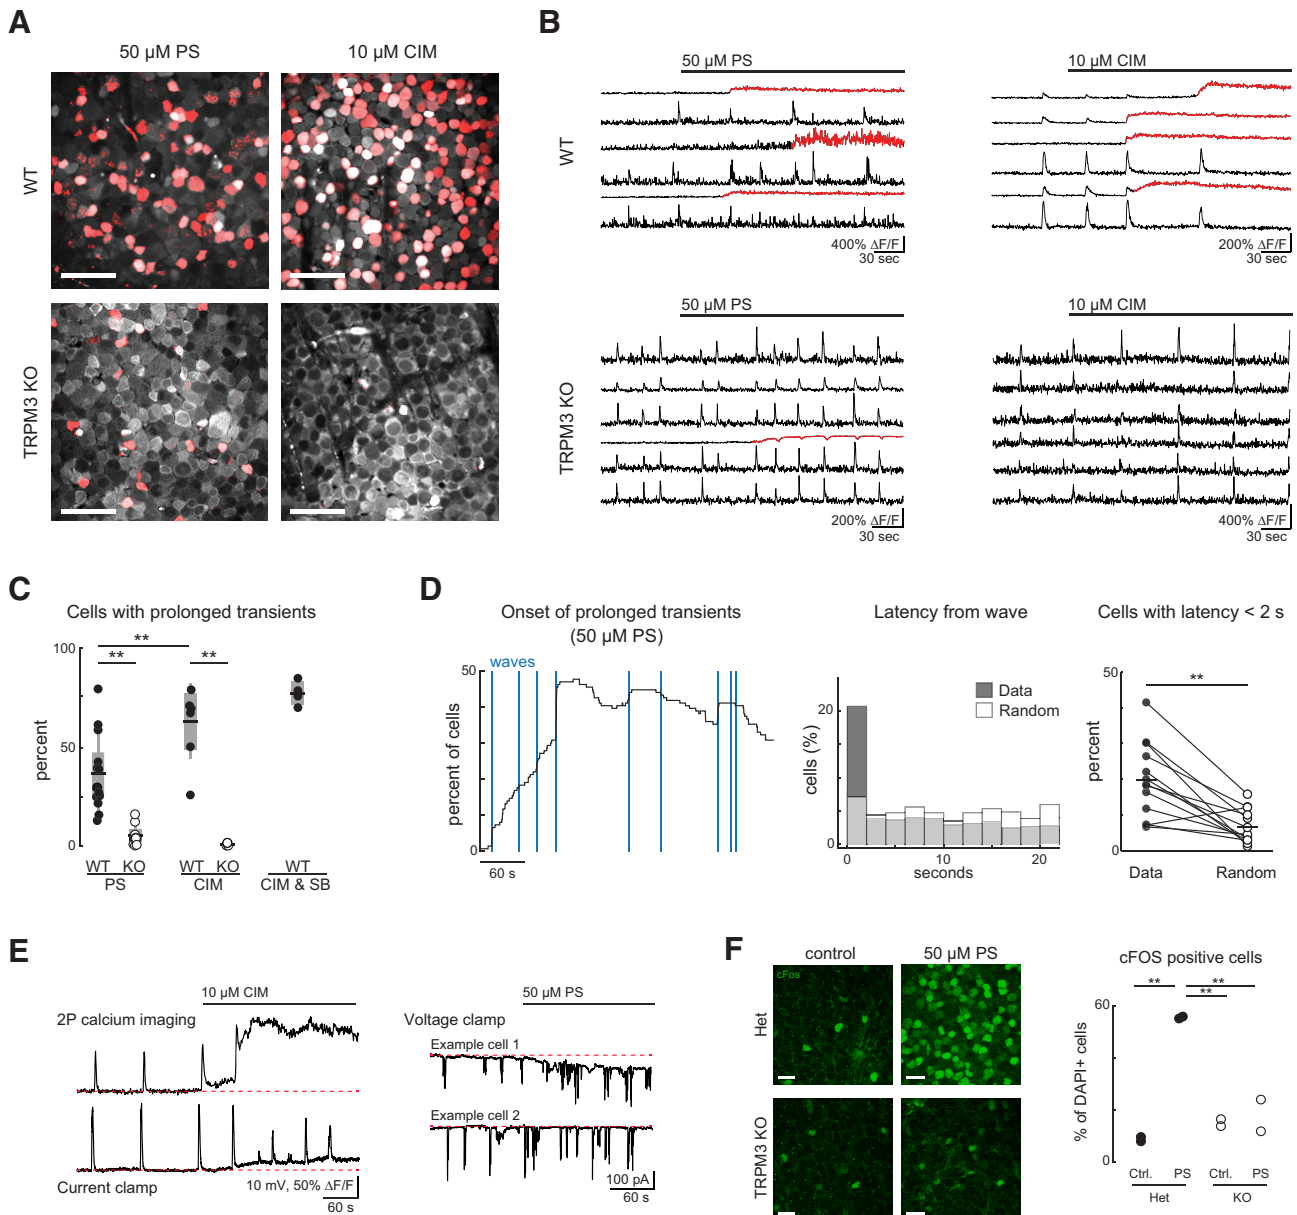 A
50 µM PS
10 µM CIM
WT
TRPM3 KO
B
50 µM PS
10 µM CIM
WT
400% ΔF/F
30 sec
200% ΔF/F
30 sec
50 µM PS
10 µM CIM
TRPM3 KO
200% ΔF/F
30 sec
400% ΔF/F
30 sec
C
Cells with prolonged transients
100
**
**
**
50
percent
0
WT KO
WT KO
WT
PS
CIM
CIM & SB
D
Onset of prolonged transients
(50 µM PS)
50
waves
percent of cells
0
60 s
Latency from wave
Data
Random
20
cells (%)
0
0
10
20
seconds
Cells with latency < 2 s
50
**
percent
0
Data
Random
E
10 µM CIM
2P calcium imaging
Current clamp
10 mV, 50% ΔF/F
60 s
50 µM PS
Voltage clamp
Example cell 1
Example cell 2
100 pA
60 s
F
control
50 µM PS
cFos
Het
TRPM3 KO
cFOS positive cells
**
**
**
60
% of DAPI+ cells
0
Ctrl. PS
Ctrl. PS
Het
KO